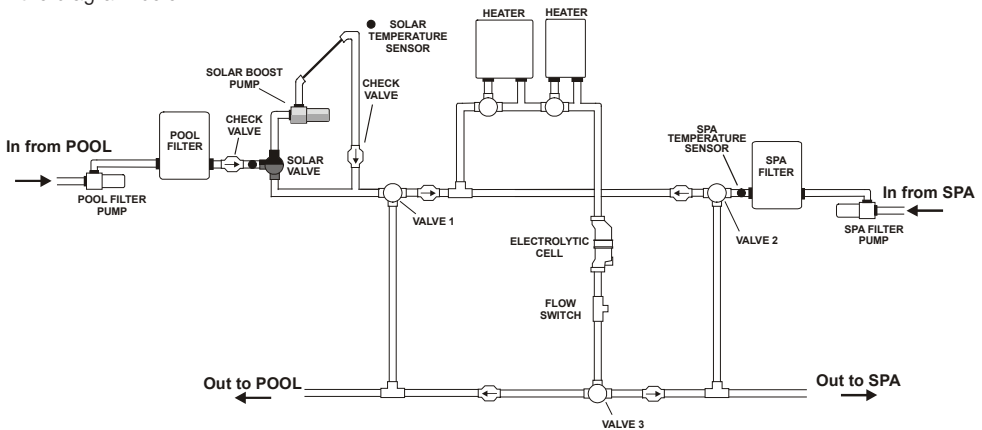 HEATER
HEATER
SOLAR
TEMPERATURE
SENSOR
SOLAR BOOST
PUMP
CHECK
VALVE
CHECK
VALVE
POOL
FILTER
In from POOL
SOLAR
VALVE
POOL FILTER
PUMP
VALVE 1
SPA
TEMPERATURE
SENSOR
SPA
FILTER
In from SPA
SPA FILTER
PUMP
VALVE 2
ELECTROLYTIC
CELL
FLOW
SWITCH
Out to POOL
Out to SPA
VALVE 3